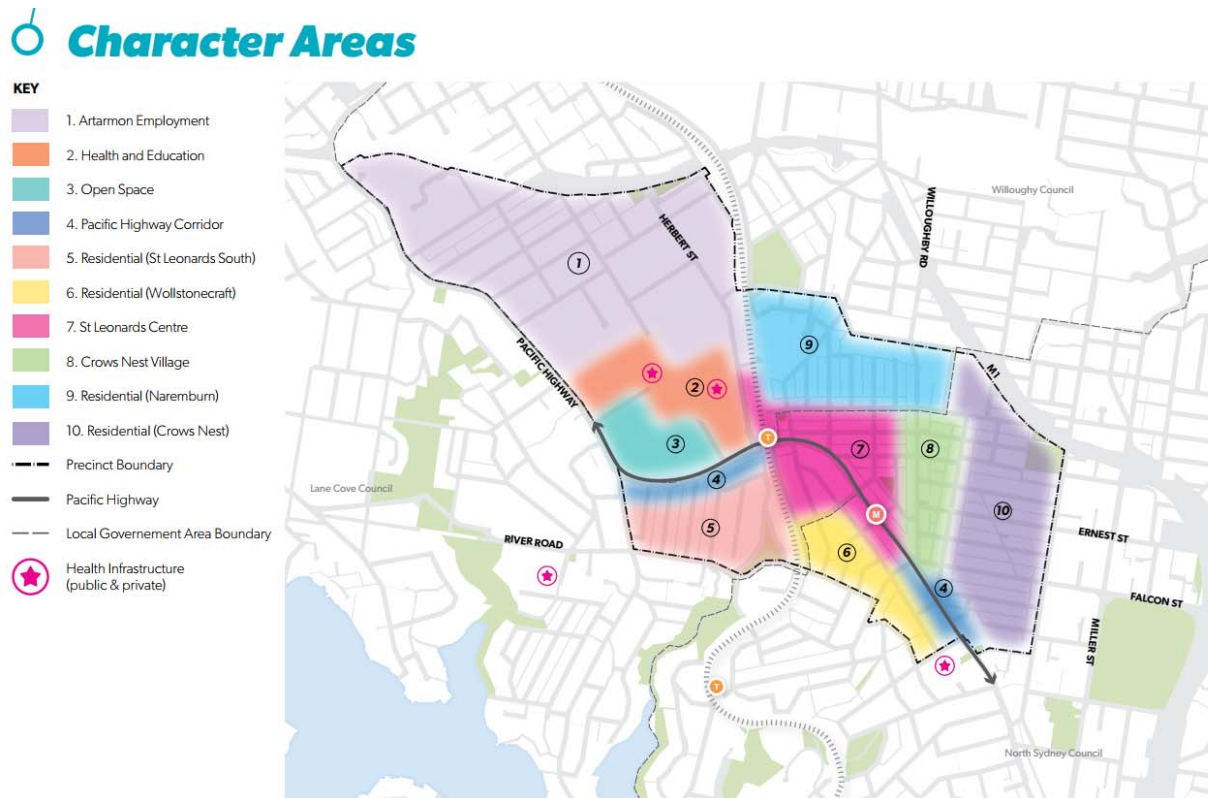 Character Areas
KEY
1. Artarmon Employment
2. Health and Education
3. Open Space
4. Pacific Highway Corridor
5. Residential (St Leonards South)
6. Residential (Wollstonecraft)
7. St Leonards Centre
8. Crows Nest Village
9. Residential (Naremburn)
10. Residential (Crows Nest)
Precinct Boundary
Pacific Highway
Local Governement Area Boundary
Health Infrastructure
(public & private)
Willoughy Council
WILLOUGHBY RD
HERBERT ST
1
PACIFIC HIGHWAY
9
M1
2
3
T
7
8
4
Lane Cove Council
5
M
10
RIVER ROAD
6
ERNEST ST
4
FALCON ST
MILLER ST
T
North Sydney Council